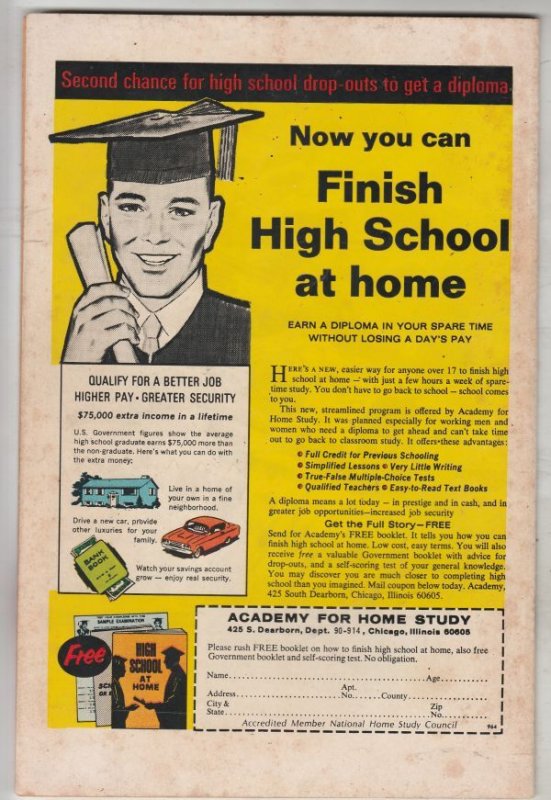 Second chance for high school drop-outs to get a diploma
Now you can
Finish
High School
at home
EARN A DIPLOMA IN YOUR SPARE TIME
WITHOUT LOSING A DAY'S PAY
QUALIFY FOR A BETTER JOB
HIGHER PAY • GREATER SECURITY
$75,000 extra income in a lifetime
U.S. Government figures show the average
high school graduate earns $75,000 more than
the non-graduate. Here's what you can do with
the extra money:
Live in a home of
your own in a fine
neighborhood.
Drive a new car, provide
other luxuries for your
family.
BANK
BOOK
Watch your savings account
grow — enjoy real security.
HERE'S A NEW, easier way for anyone over 17 to finish high
school at home — with just a few hours a week of spare-
time study. You don't have to go back to school — school comes
to you.
This new, streamlined program is offered by Academy for
Home Study. It was planned especially for working men and
women who need a diploma to get ahead and can't take time
out to go back to classroom study. It offers these advantages:
Full Credit for Previous Schooling
Simplified Lessons Very Little Writing
True-False Multiple-Choice Tests
Qualified Teachers Easy-to-Read Text Books
A diploma means a lot today – in prestige and in cash, and in
greater job opportunities—increased job security
Get the Full Story—FREE
Send for Academy's FREE booklet. It tells you how you can
finish high school at home. Low cost, easy terms. You will also
receive free a valuable Government booklet with advice for
drop-outs, and a self-scoring test of your general knowledge.
You may discover you are much closer to completing high
school than you imagined. Mail coupon below today. Academy,
425 South Dearborn, Chicago, Illinois 60605.
SAMPLE EXAMINATION
Free
HIGH
SCHOOL
AT
HOME
ACADEMY FOR HOME STUDY
425 S. Dearborn, Dept. 90-914, Chicago, Illinois 60605
Please rush FREE booklet on how to finish high school at home, also free
Government booklet and self-scoring test. No obligation.
Name Age
Apt.
Address No. County
City & Zip
State No.
Accredited Member National Home Study Council 964